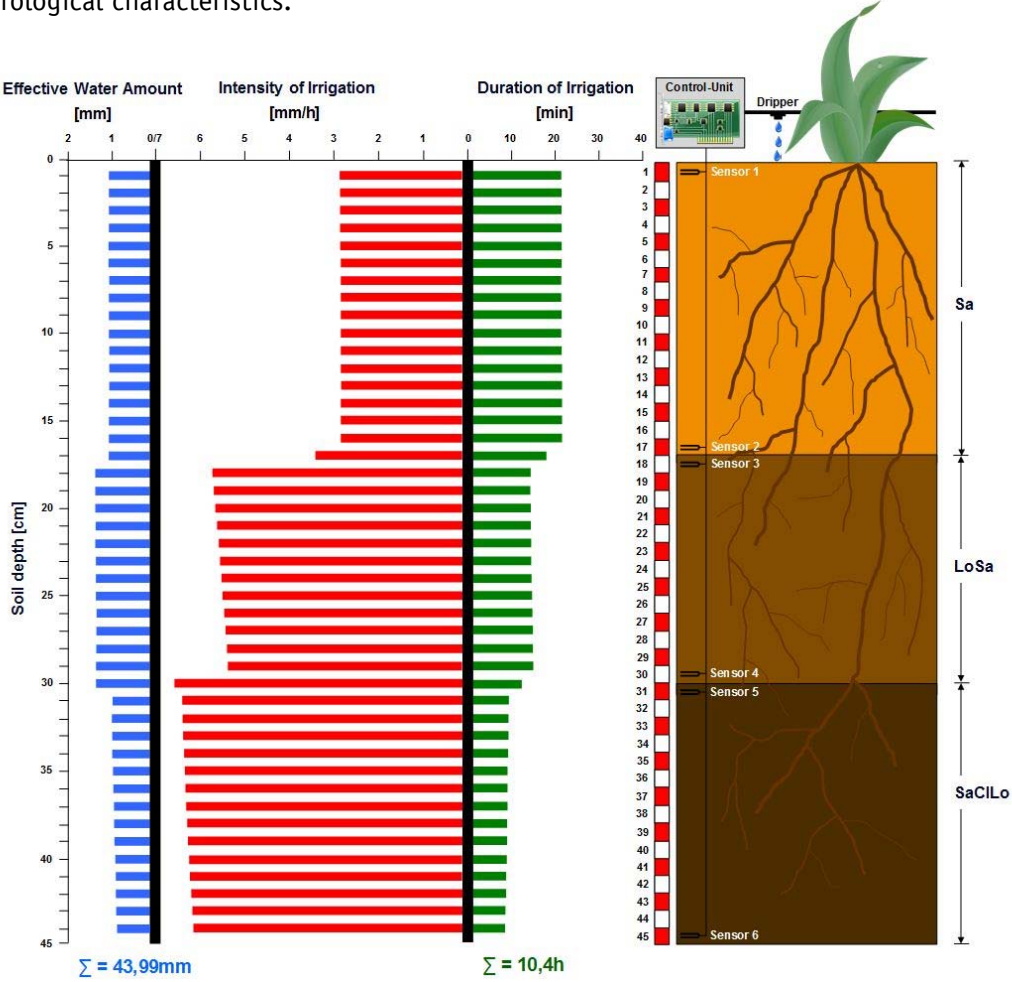 rological characteristics.
Effective Water Amount
[mm]
Intensity of Irrigation
[mm/h]
Duration of Irrigation
[min]
Control-Unit
Dripper
2 1 0/7 6 5 4 3 2 1 0 10 20 30 40
0
5
10
15
20
25
30
35
40
45
Soil depth [cm]
1
2
3
4
5
6
7
8
9
10
11
12
13
14
15
16
17
18
19
20
21
22
23
24
25
26
27
28
29
30
31
32
33
34
35
36
37
38
39
40
41
42
43
44
45
Sensor 1
Sensor 2
Sensor 3
Sensor 4
Sensor 5
Sensor 6
Sa
LoSa
SaClLo
∑ = 43,99mm
∑ = 10,4h